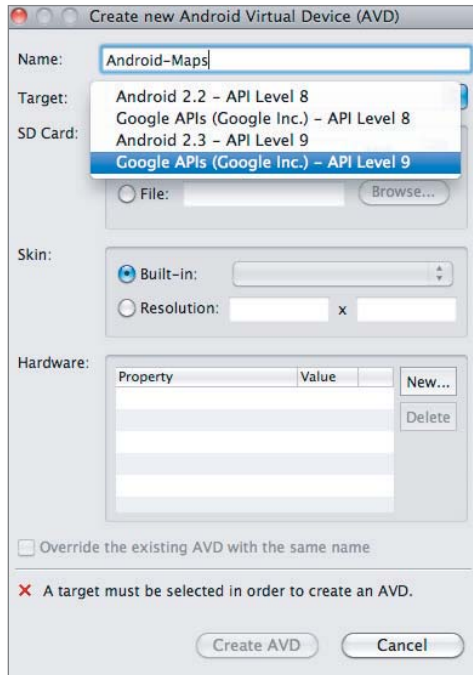 Create new Android Virtual Device (AVD)
Name: Android-Maps
Target:
Android 2.2 – API Level 8
Google APIs (Google Inc.) – API Level 8
Android 2.3 – API Level 9
Google APIs (Google Inc.) – API Level 9
SD Card:
File: Browse...
Skin:
Built-in:
Resolution: x
Hardware:
Property Value New...
Delete
Override the existing AVD with the same name
A target must be selected in order to create an AVD.
Create AVD Cancel